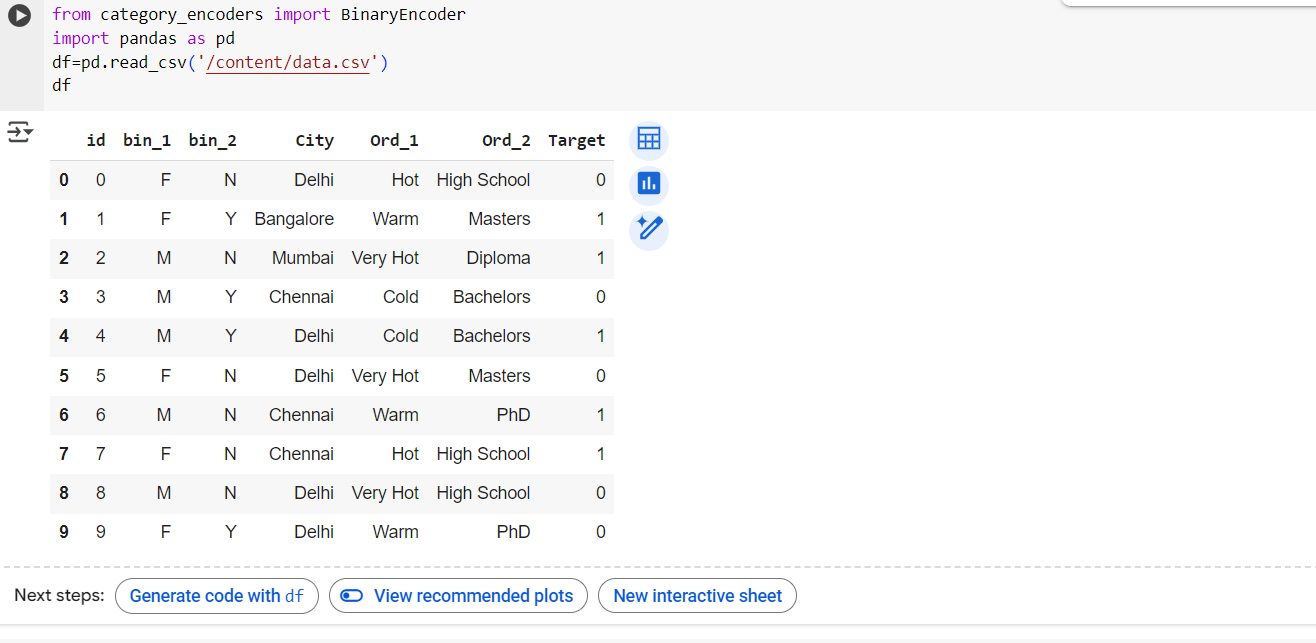 from category_encoders import BinaryEncoder
import pandas as pd
df=pd.read_csv('/content/data.csv')
df
id bin_1 bin_2 City Ord_1 Ord_2 Target
0 0 F N Delhi Hot High School 0
1 1 F Y Bangalore Warm Masters 1
2 2 M N Mumbai Very Hot Diploma 1
3 3 M Y Chennai Cold Bachelors 0
4 4 M Y Delhi Cold Bachelors 1
5 5 F N Delhi Very Hot Masters 0
6 6 M N Chennai Warm PhD 1
7 7 F N Chennai Hot High School 1
8 8 M N Delhi Very Hot High School 0
9 9 F Y Delhi Warm PhD 0
Next steps: Generate code with df View recommended plots New interactive sheet